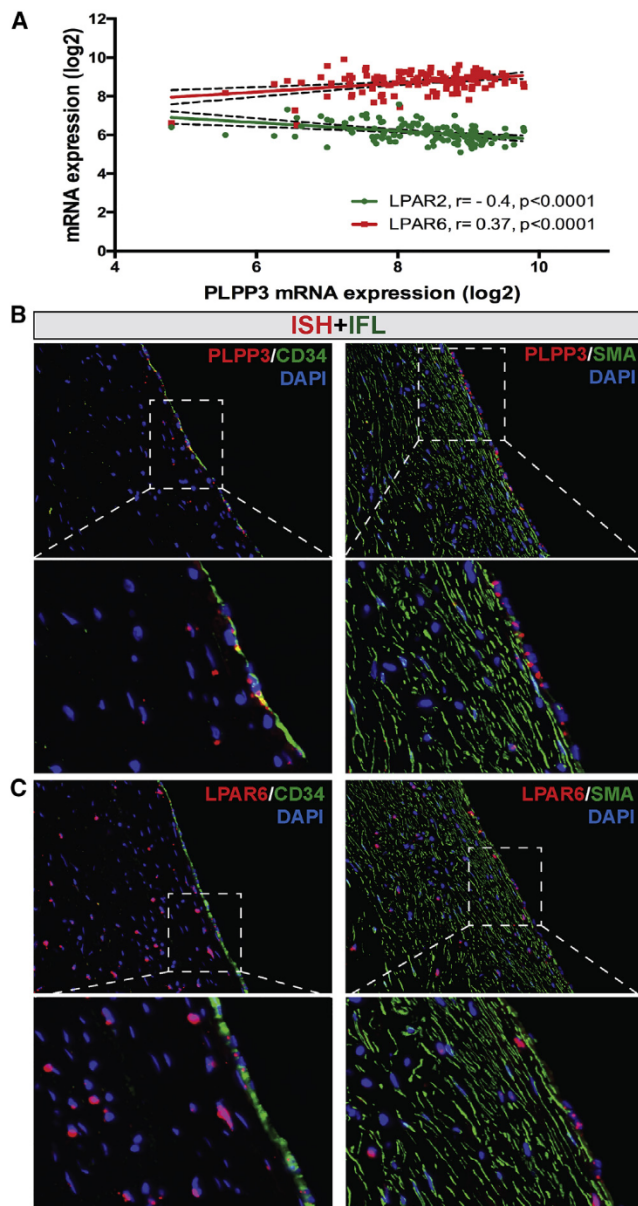 A
mRNA expression (log2)
12
10
8
6
4
2
0
LPAR2, r= - 0.4, p<0.0001
LPAR6, r= 0.37, p<0.0001
4
6
8
10
PLPP3 mRNA expression (log2)
B
ISH+IFL
PLPP3/CD34
DAPI
PLPP3/SMA
DAPI
C
LPAR6/CD34
DAPI
LPAR6/SMA
DAPI